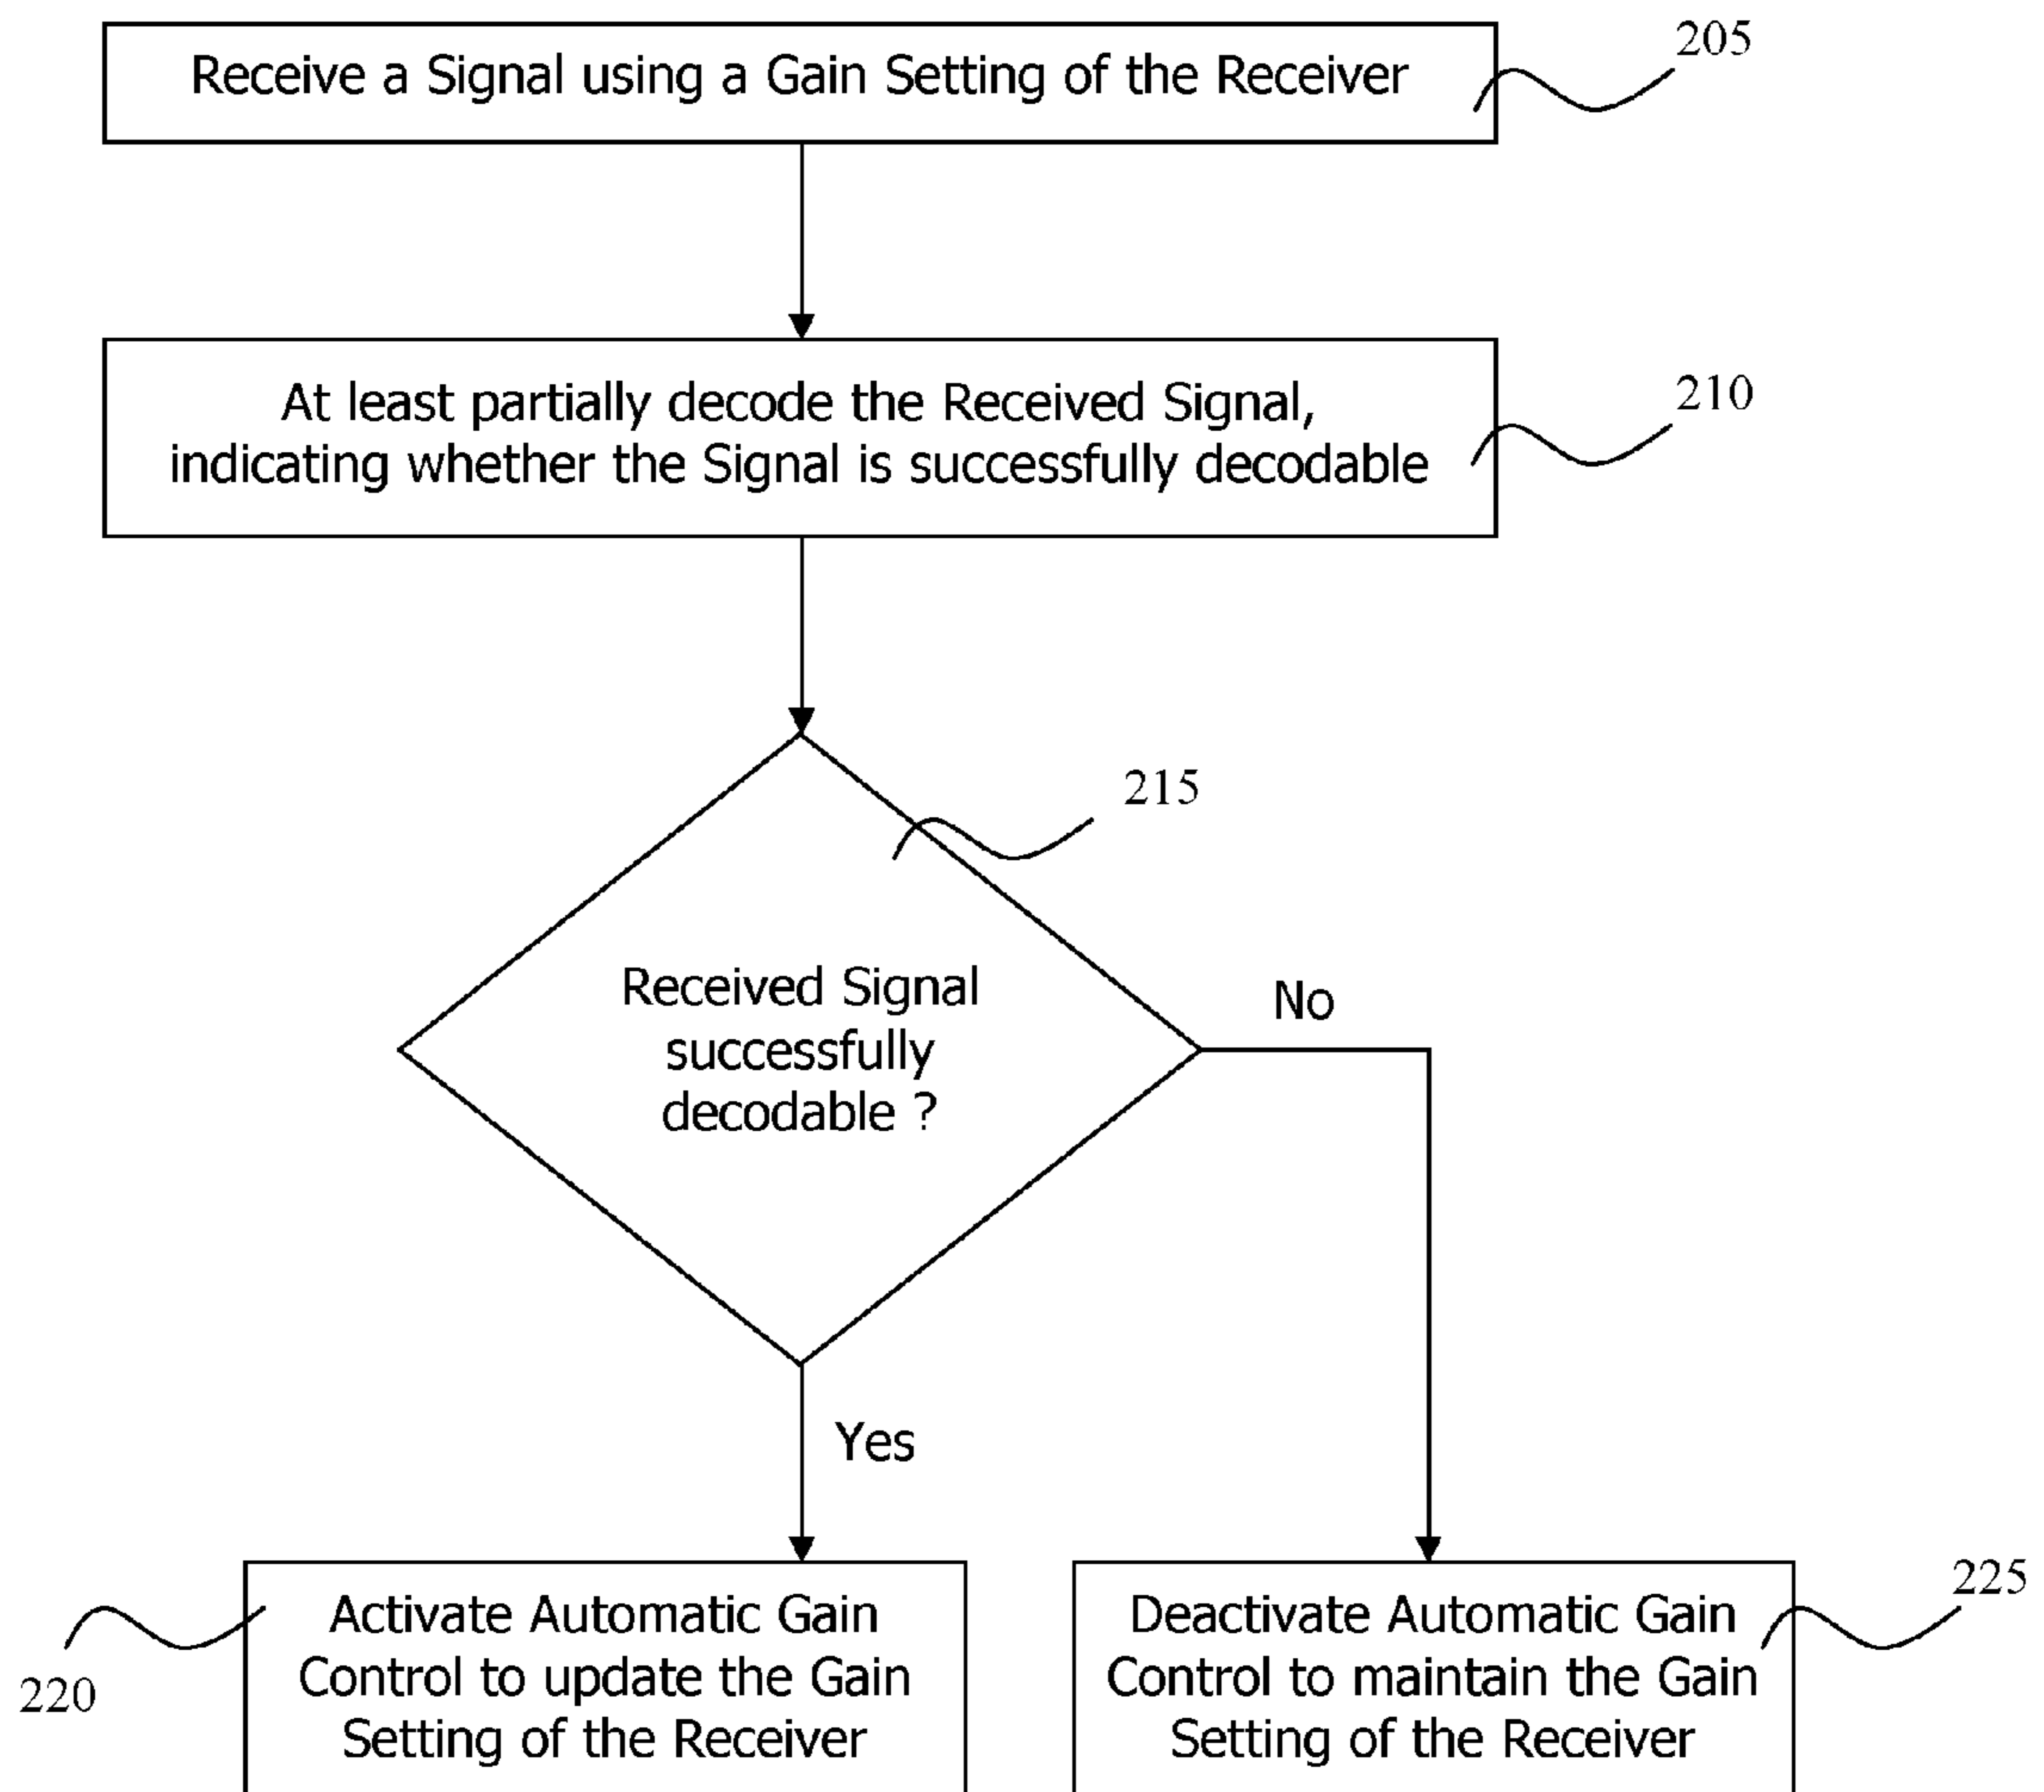 Receive a Signal using a Gain Setting of the Receiver
205
At least partially decode the Received Signal,
indicating whether the Signal is successfully decodable
210
215
Received Signal
successfully
decodable ?
No
Yes
Activate Automatic Gain
Control to update the Gain
Setting of the Receiver
220
Deactivate Automatic Gain
Control to maintain the Gain
Setting of the Receiver
225